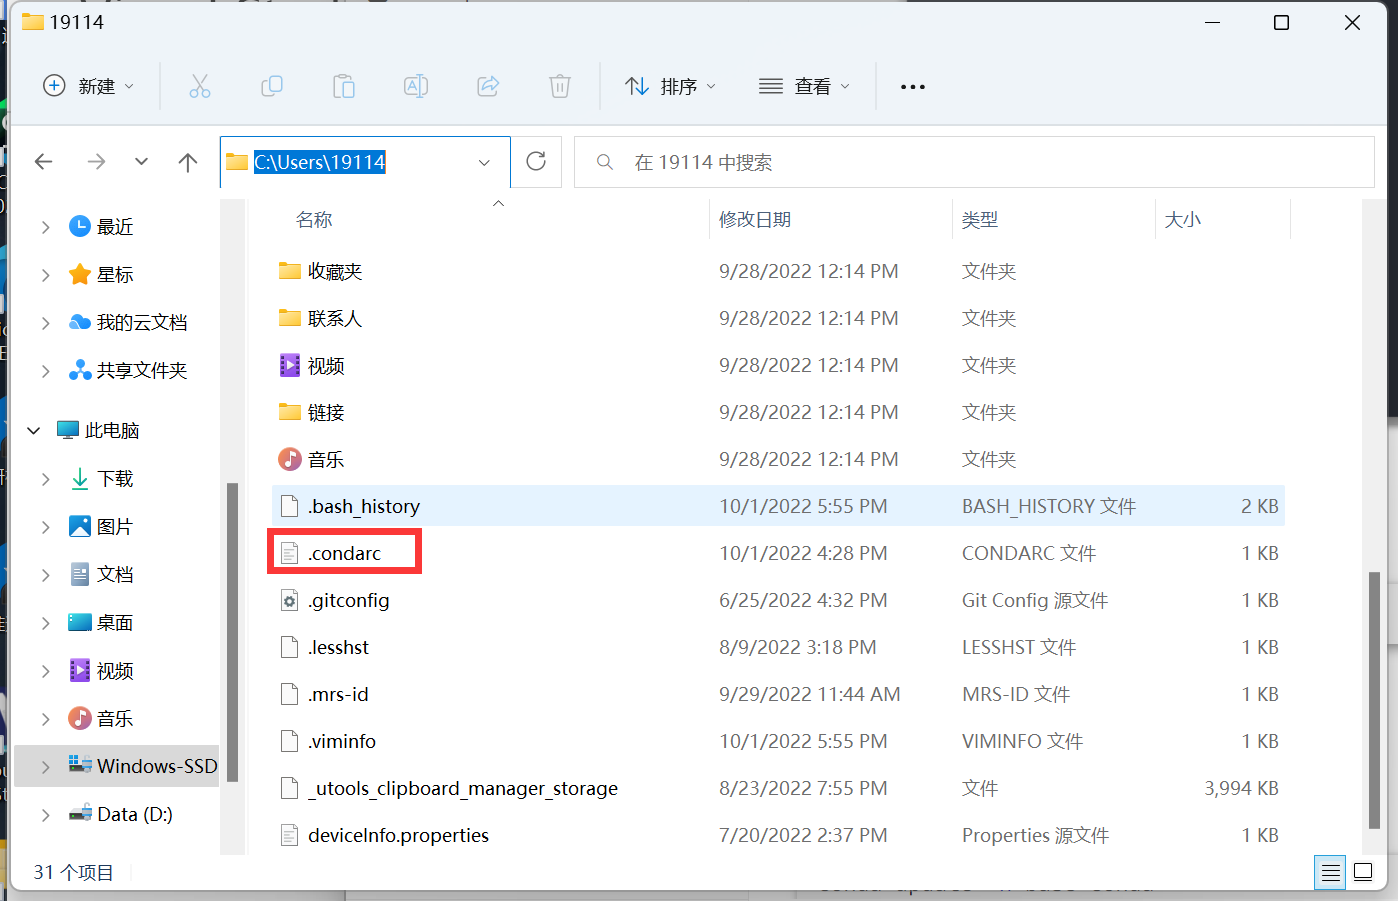 19114
新建
排序
查看
C:\Users\19114
在 19114 中搜索
最近
星标
我的云文档
共享文件夹
此电脑
下载
图片
文档
桌面
视频
音乐
Windows-SSD
Data (D:)
名称 修改日期 类型 大小
收藏夹 9/28/2022 12:14 PM 文件夹
联系人 9/28/2022 12:14 PM 文件夹
视频 9/28/2022 12:14 PM 文件夹
链接 9/28/2022 12:14 PM 文件夹
音乐 9/28/2022 12:14 PM 文件夹
.bash_history 10/1/2022 5:55 PM BASH_HISTORY 文件 2 KB
.condarc 10/1/2022 4:28 PM CONDARC 文件 1 KB
.gitconfig 6/25/2022 4:32 PM Git Config 源文件 1 KB
.lesshst 8/9/2022 3:18 PM LESSHST 文件 1 KB
.mrs-id 9/29/2022 11:44 AM MRS-ID 文件 1 KB
.viminfo 10/1/2022 5:55 PM VIMINFO 文件 1 KB
_utools_clipboard_manager_storage 8/23/2022 7:55 PM 文件 3,994 KB
deviceInfo.properties 7/20/2022 2:37 PM Properties 源文件 1 KB
31 个项目